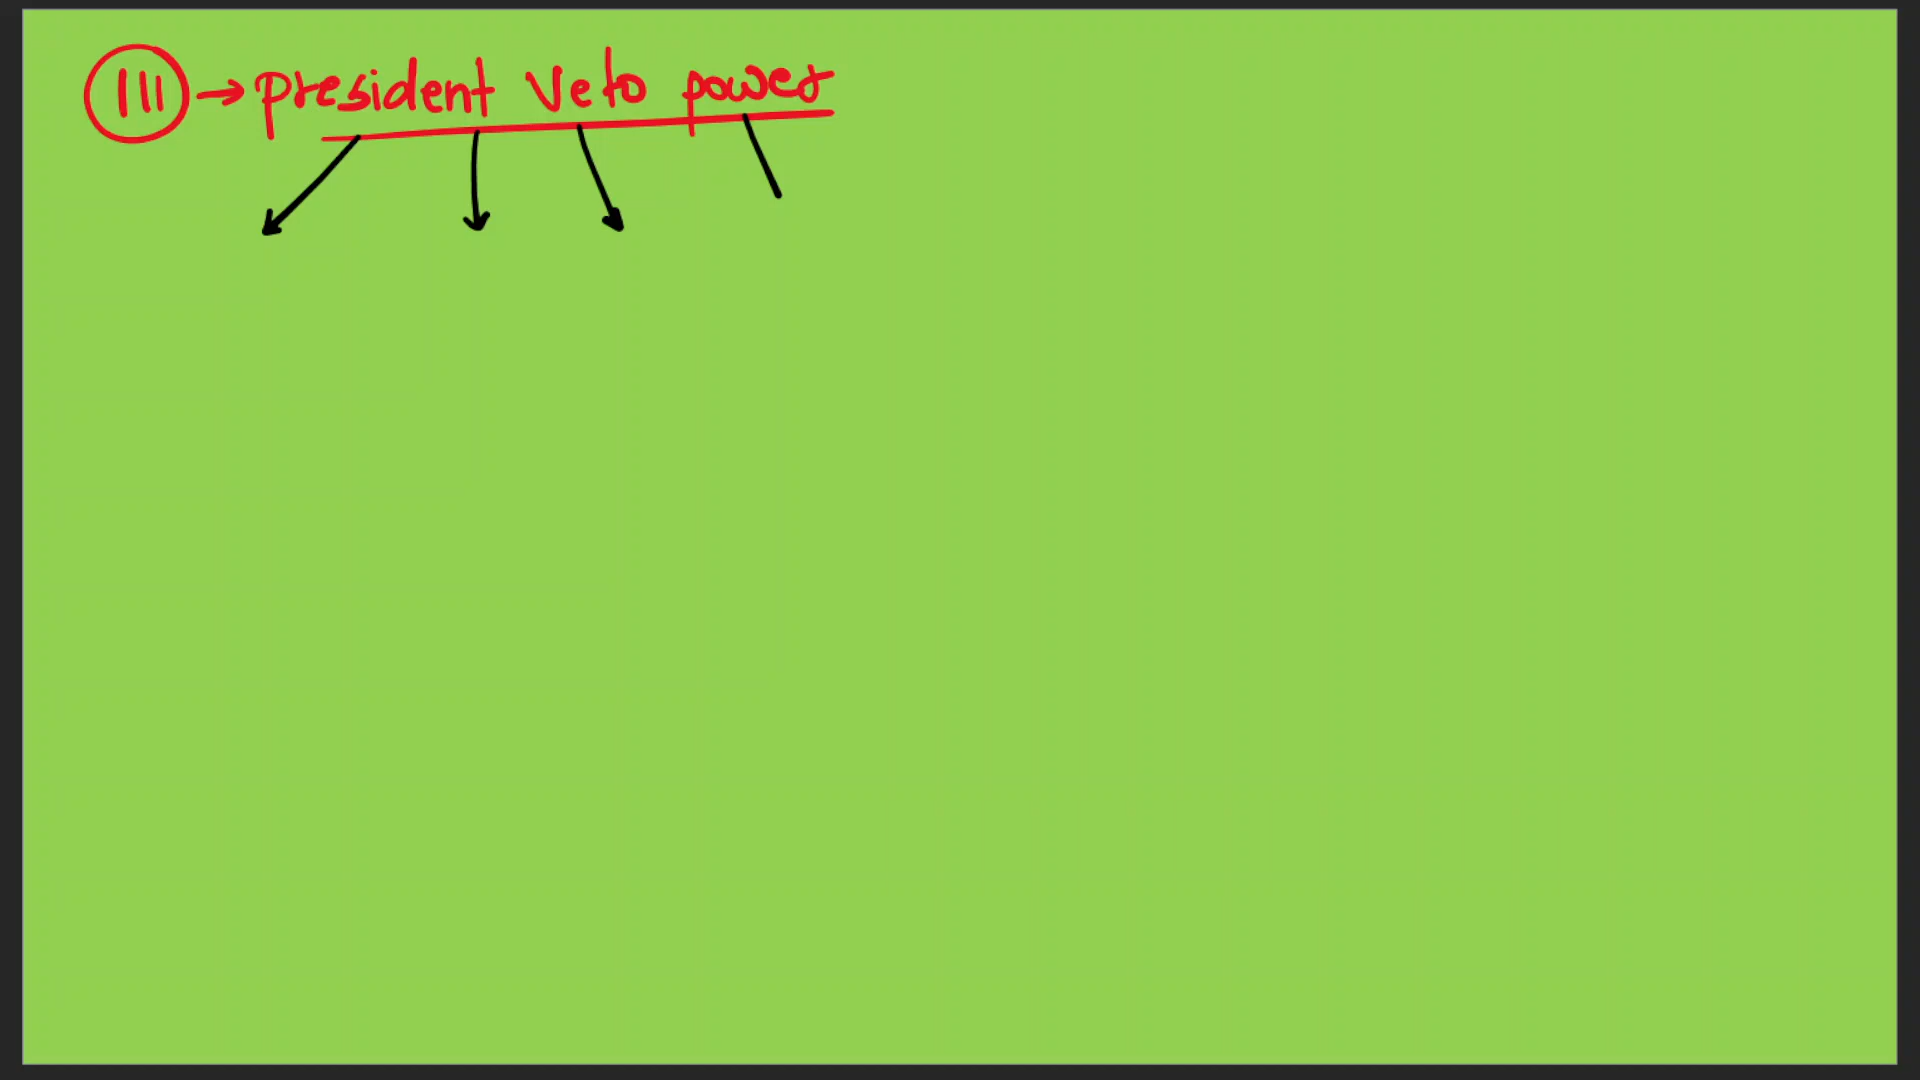 111 → president veto power